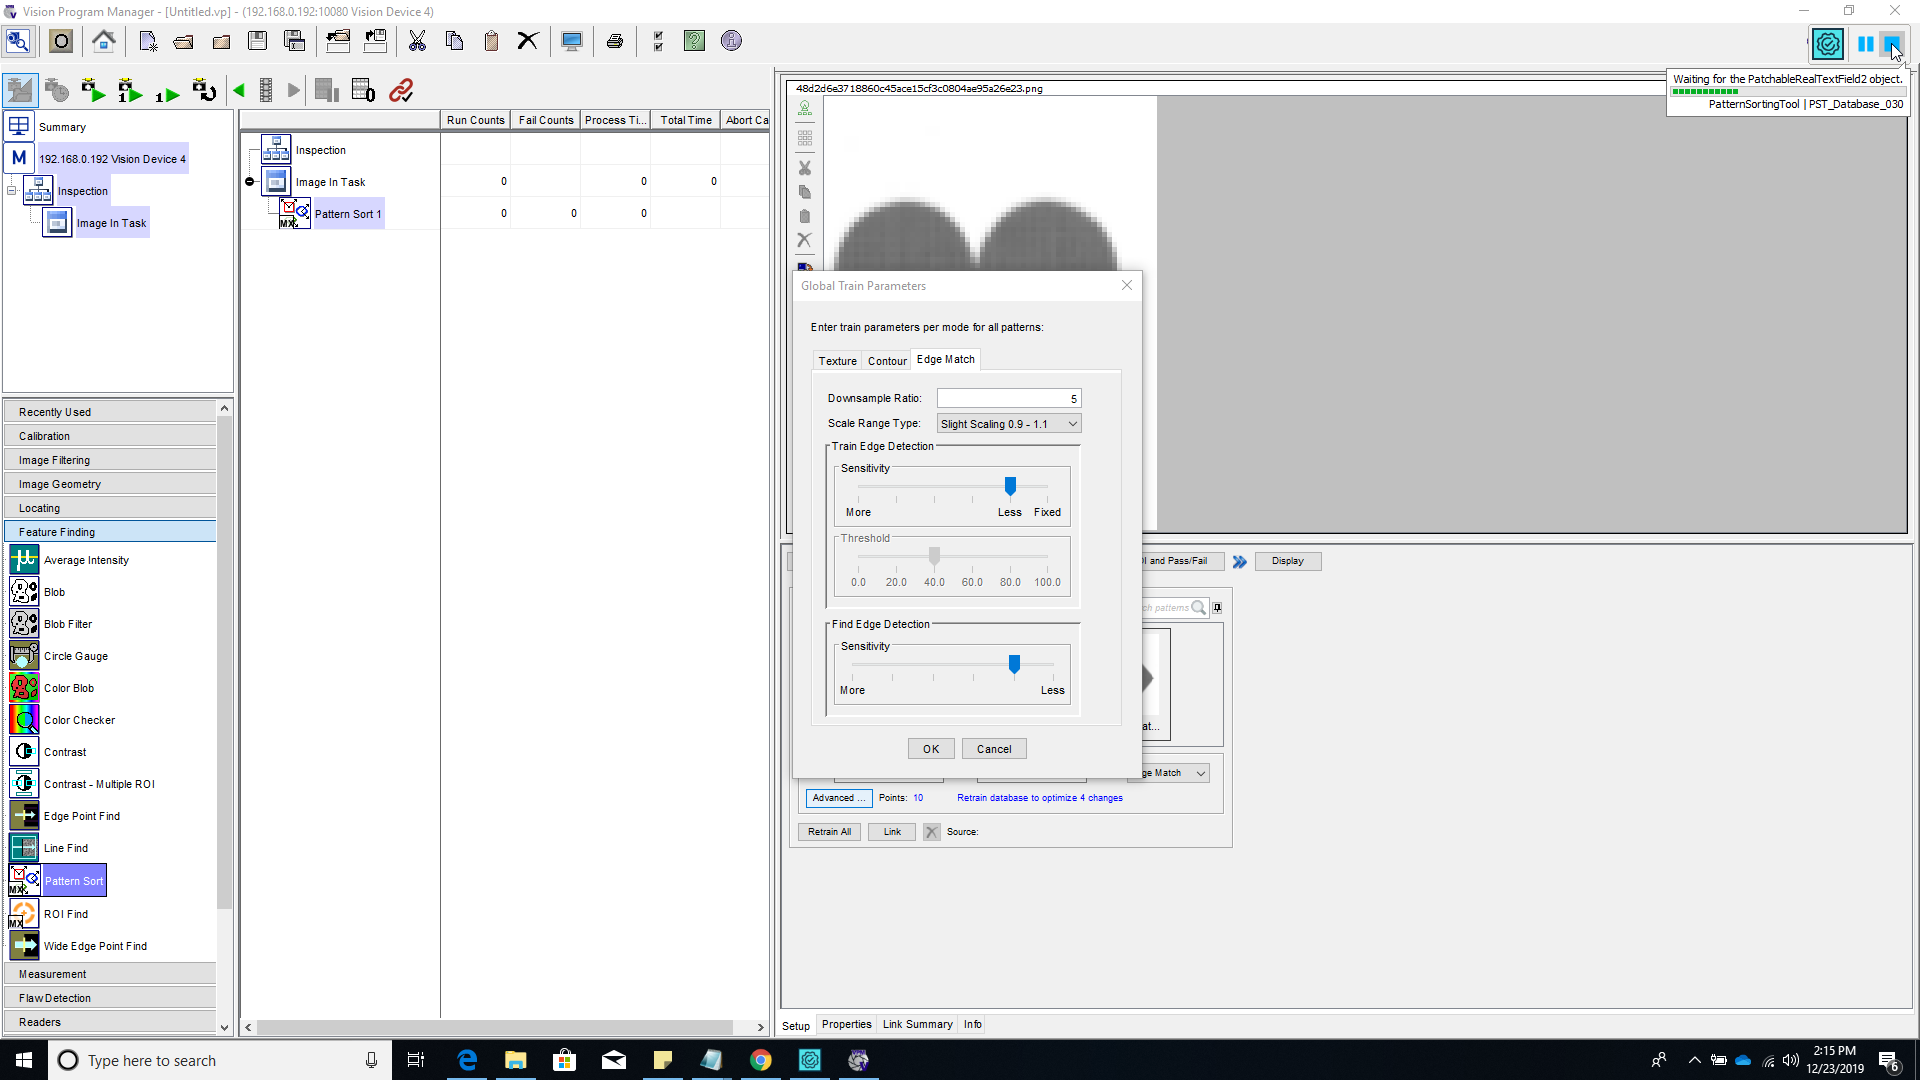 Vision Program Manager - [Untitled.vp] - (192.168.0.192:10080 Vision Device 4)
Waiting for the PatchableRealTextField2 object.
PatternSortingTool | PST_Database_030
Summary
M 192.168.0.192 Vision Device 4
Inspection
Image In Task
Run Counts Fail Counts Process Ti... Total Time Abort Ca
Inspection
Image In Task 0 0 0
Pattern Sort 1 0 0 0
48d2d6e3718860c45ace15cf3c0804ae95a26e23.png
Global Train Parameters
Enter train parameters per mode for all patterns:
Texture Contour Edge Match
Downsample Ratio: 5
Scale Range Type: Slight Scaling 0.9 - 1.1
Train Edge Detection
Sensitivity
More Less Fixed
Threshold
0.0 20.0 40.0 60.0 80.0 100.0
Find Edge Detection
Sensitivity
More Less
OK Cancel
I and Pass/Fail Display
ch patterns
at...
ge Match
Advanced ... Points: 10 Retrain database to optimize 4 changes
Retrain All Link Source:
Setup Properties Link Summary Info
Recently Used
Calibration
Image Filtering
Image Geometry
Locating
Feature Finding
Average Intensity
Blob
Blob Filter
Circle Gauge
Color Blob
Color Checker
Contrast
Contrast - Multiple ROI
Edge Point Find
Line Find
Pattern Sort
ROI Find
Wide Edge Point Find
Measurement
Flaw Detection
Readers
Type here to search
2:15 PM
12/23/2019
6